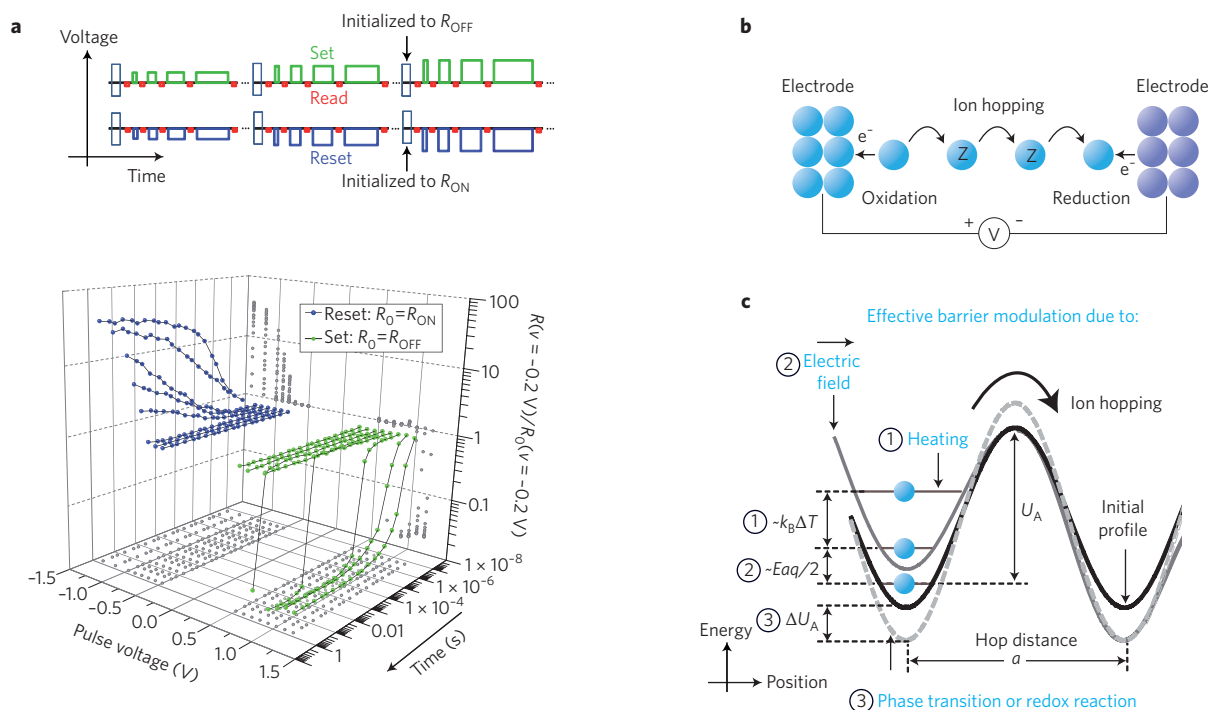 a
Initialized to R_OFF
Voltage
Set
Read
Reset
Time
Initialized to R_ON
Reset: R_0 = R_ON
Set: R_0 = R_OFF
100
10
1
0.1
R(v = −0.2 V)/R_0(v = −0.2 V)
−1.5
−1.0
−0.5
0.0
0.5
1.0
1.5
Pulse voltage (V)
1 × 10^−8
1 × 10^−6
1 × 10^−4
0.01
1
Time (s)
b
Electrode
Electrode
Ion hopping
e^−
Z
Z
e^−
Oxidation
Reduction
+ V −
c
Effective barrier modulation due to:
2 Electric
field
Ion hopping
1 Heating
1 ~k_BΔT
U_A
Initial
profile
2 ~Eaq/2
3 ΔU_A
Energy
Hop distance
a
Position
3 Phase transition or redox reaction